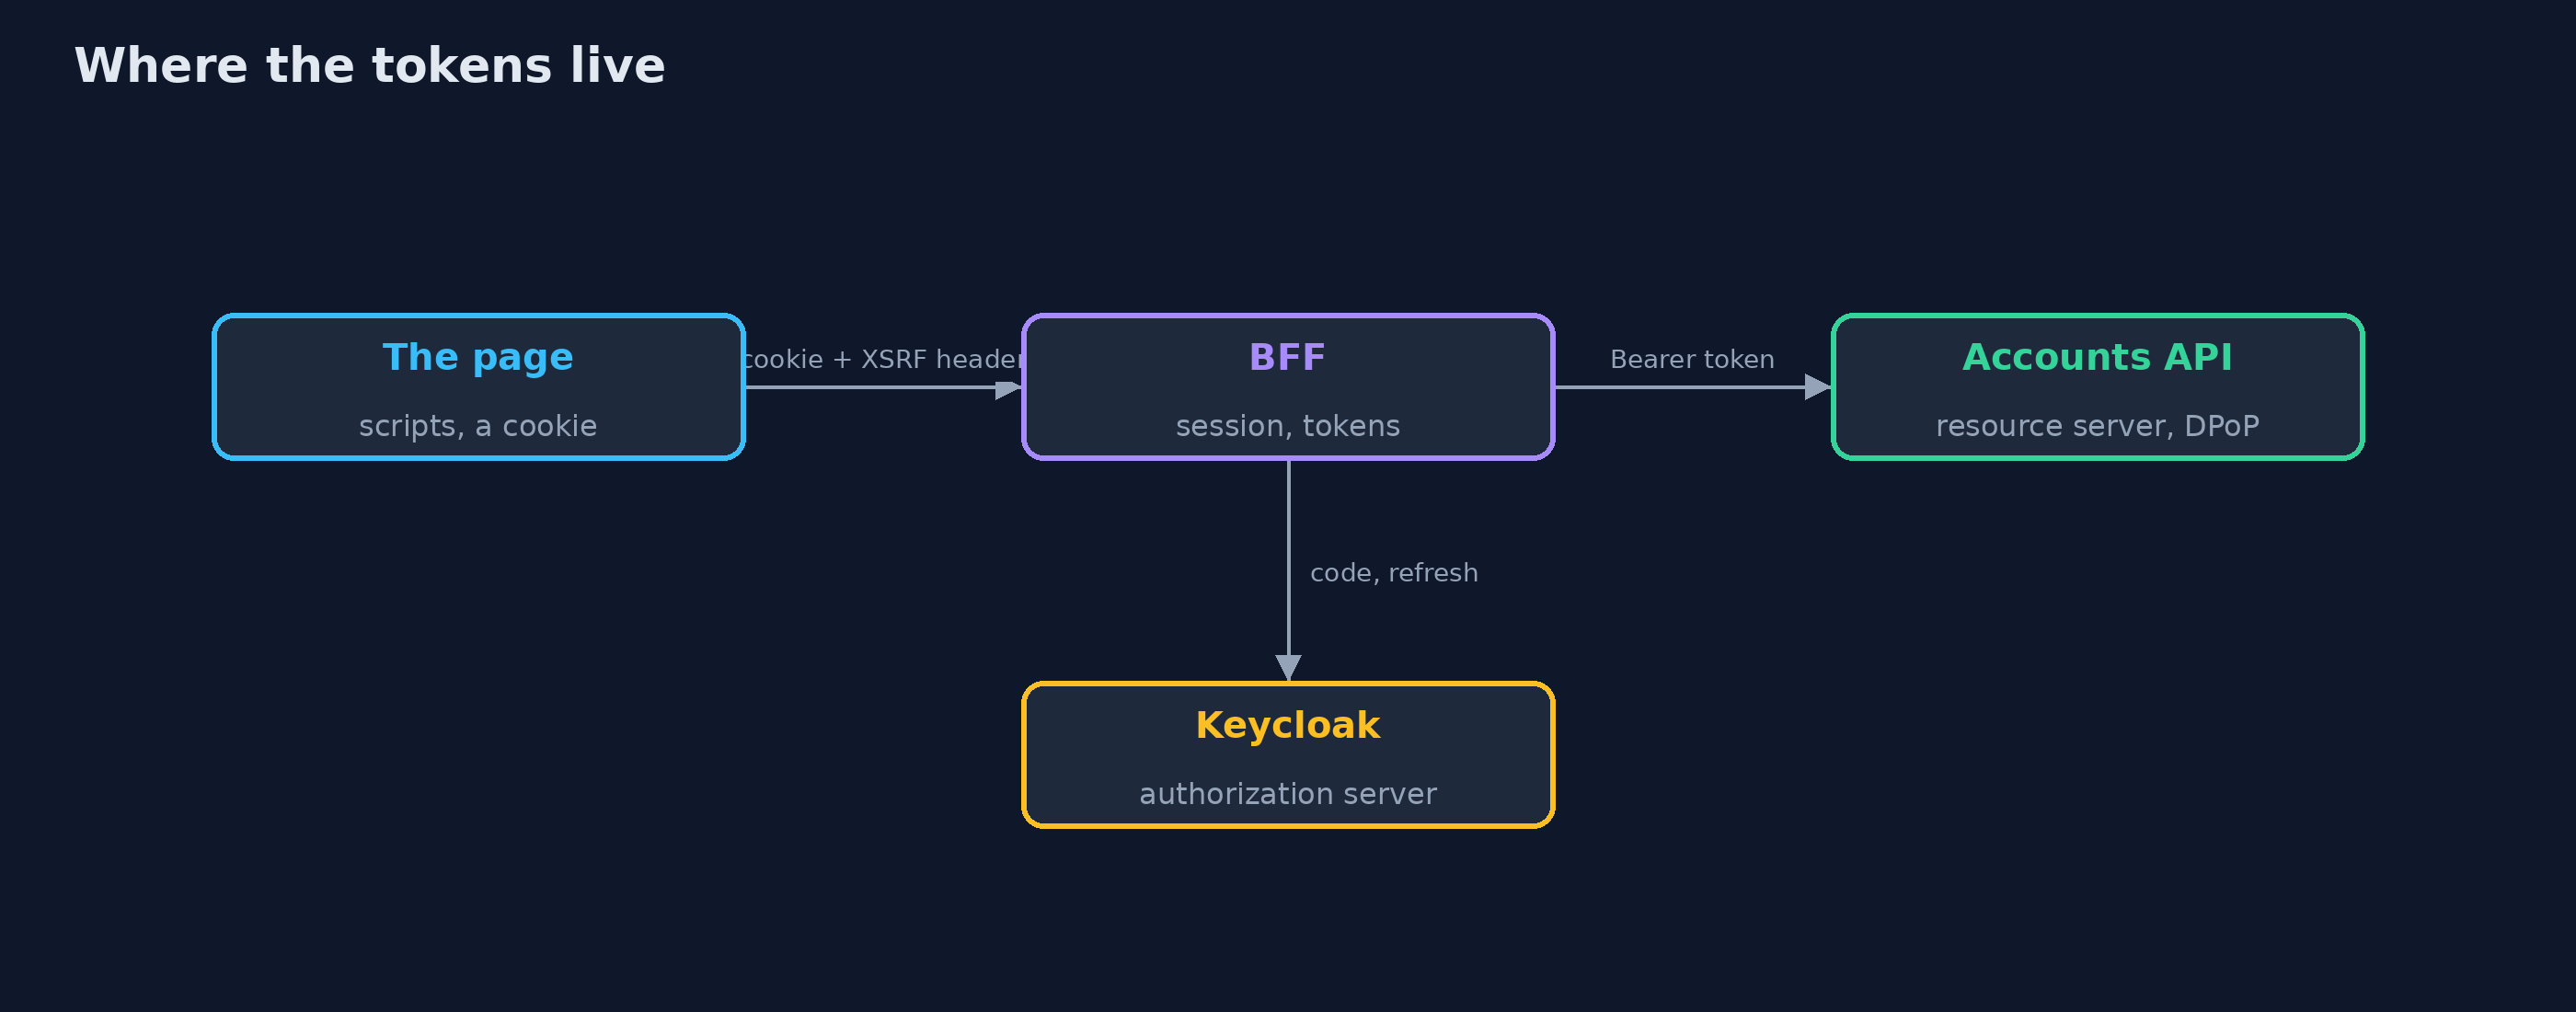 Where the tokens live
The page
scripts, a cookie
cookie + XSRF header
BFF
session, tokens
Bearer token
Accounts API
resource server, DPoP
code, refresh
Keycloak
authorization server